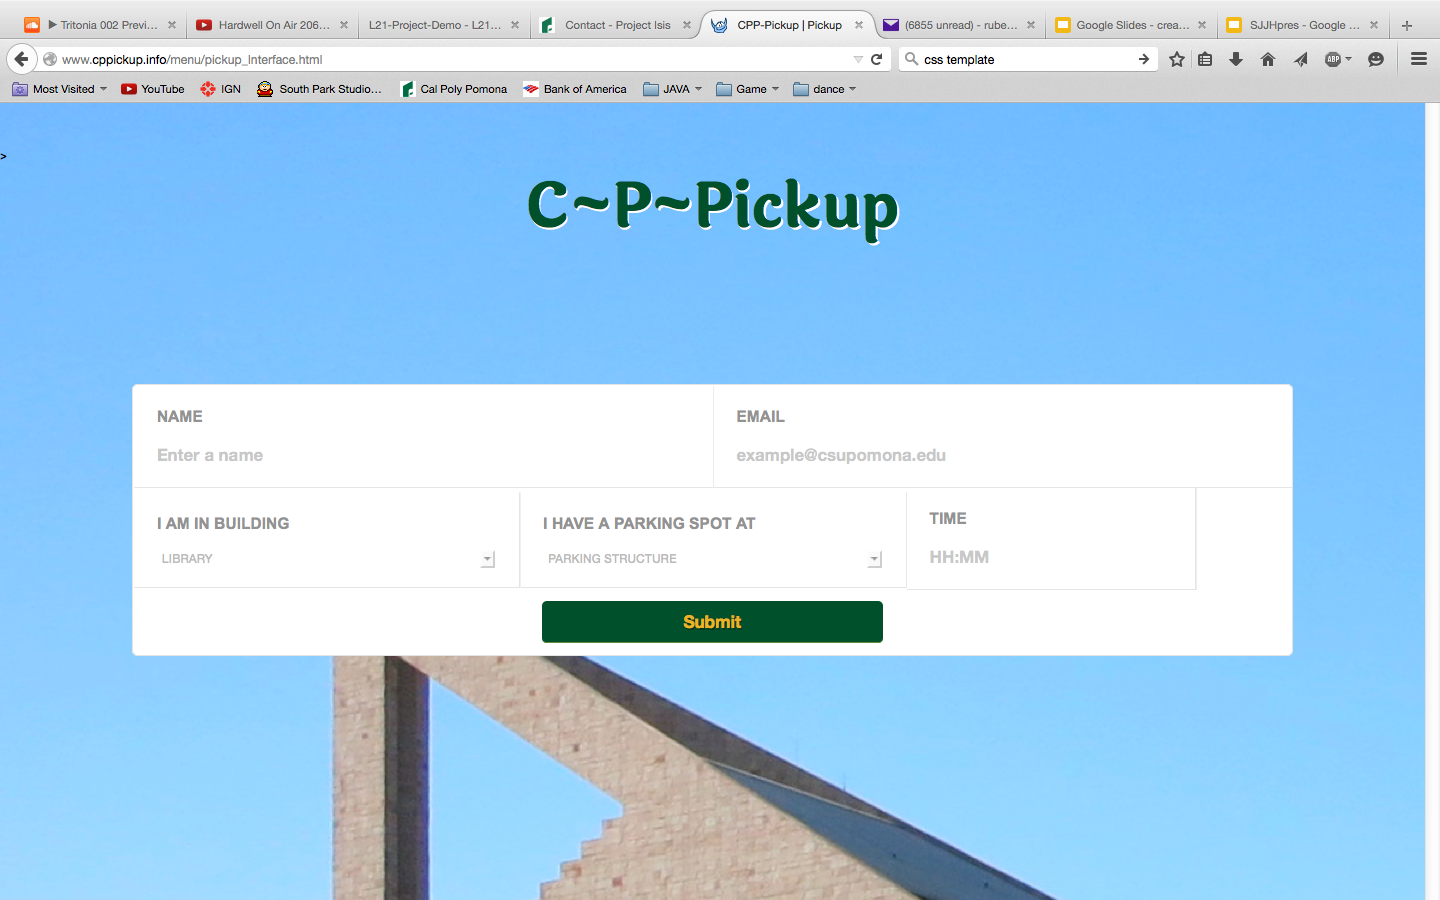 ▶ Tritonia 002 Previ...
Hardwell On Air 206...
L21-Project-Demo - L21...
Contact - Project Isis
CPP-Pickup | Pickup
(6855 unread) - rube...
Google Slides - crea...
SJJHpres - Google ...
www.cppickup.info/menu/pickup_Interface.html
css template
ABP
Most Visited
YouTube
IGN
South Park Studio...
Cal Poly Pomona
Bank of America
JAVA
Game
dance
>
C~P~Pickup
NAME
EMAIL
Enter a name
example@csupomona.edu
I AM IN BUILDING
I HAVE A PARKING SPOT AT
TIME
LIBRARY
PARKING STRUCTURE
HH:MM
Submit